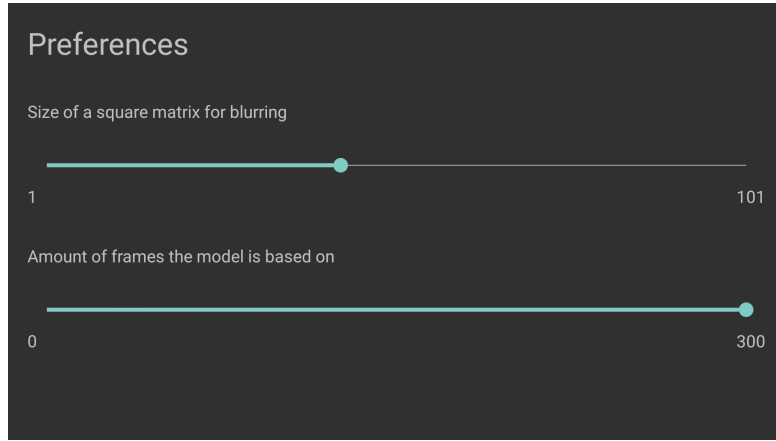 Preferences
Size of a square matrix for blurring
1 101
Amount of frames the model is based on
0 300